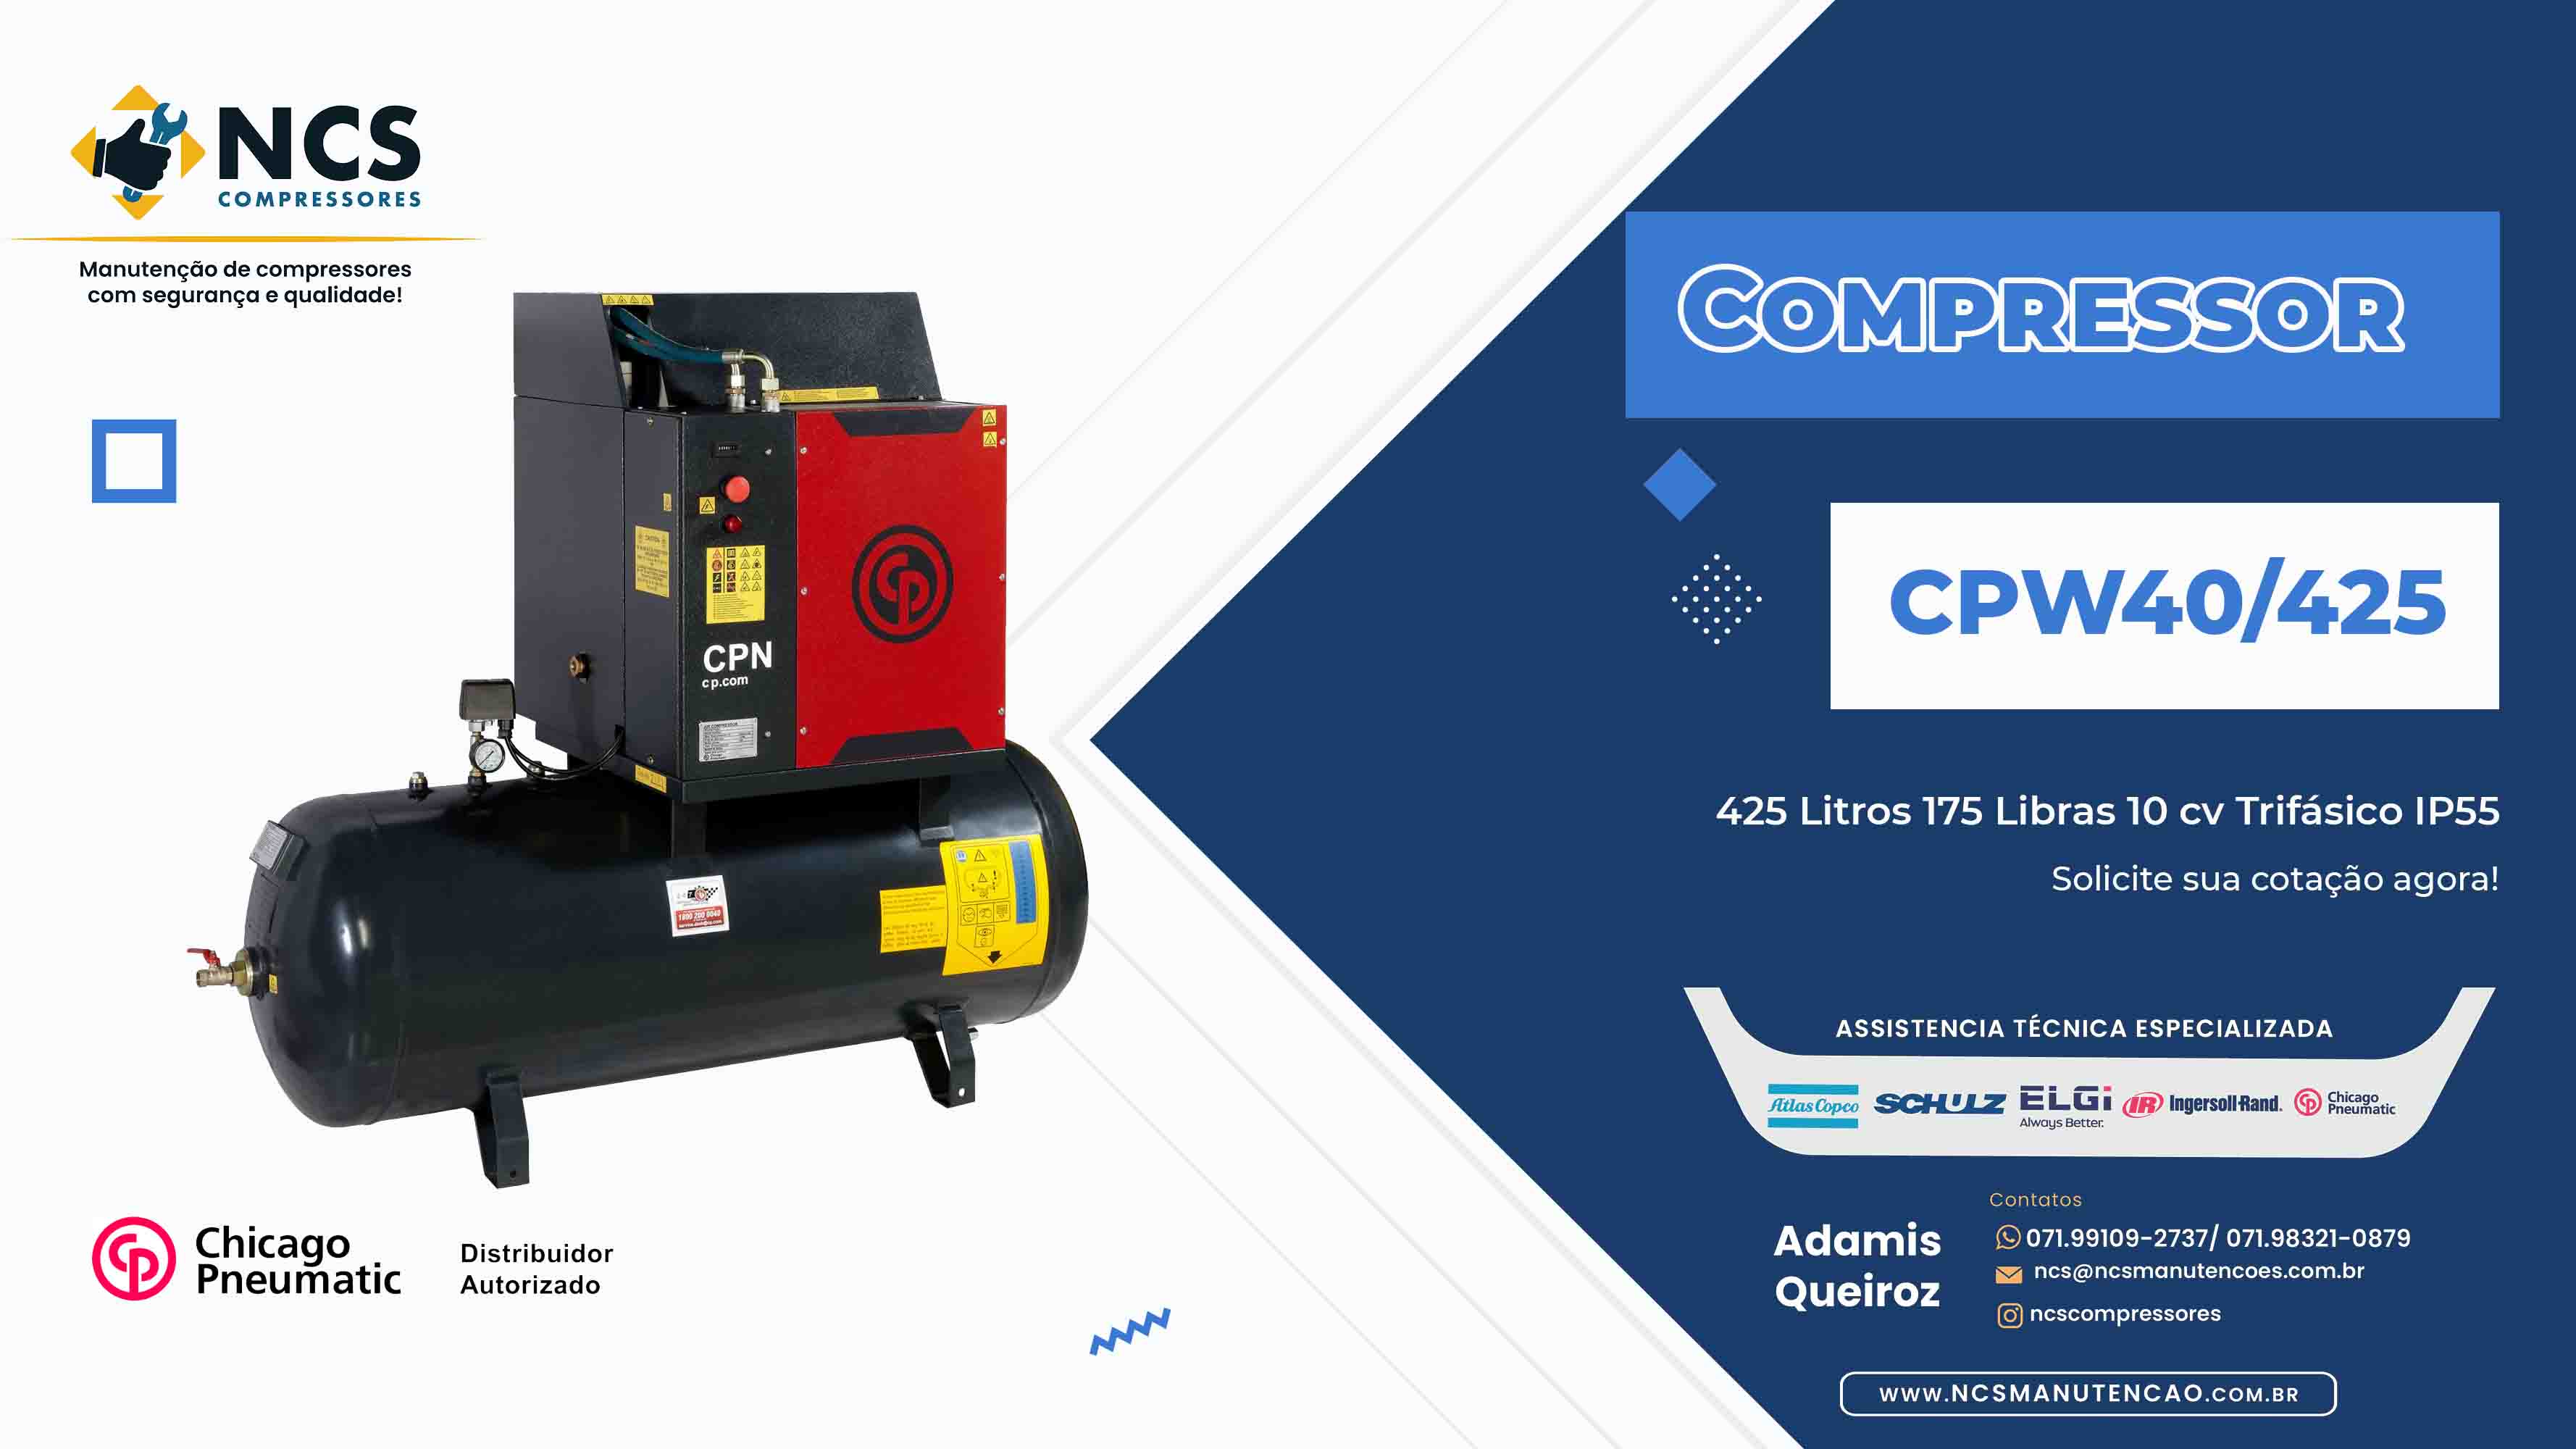 NCS
COMPRESSORES
Manutenção de compressores
com segurança e qualidade!
COMPRESSOR
CPW40/425
425 Litros 175 Libras 10 cv Trifásico IP55
Solicite sua cotação agora!
CPN
cp.com
1800 200 0040
ASSISTENCIA TÉCNICA ESPECIALIZADA
Atlas Copco
SCHULZ
ELGi
Always Better.
IR Ingersoll Rand.
Chicago
Pneumatic
Chicago
Pneumatic
Distribuidor
Autorizado
Contatos
Adamis
Queiroz
071.99109-2737/ 071.98321-0879
ncs@ncsmanutencoes.com.br
ncscompressores
WWW.NCSMANUTENCAO.COM.BR